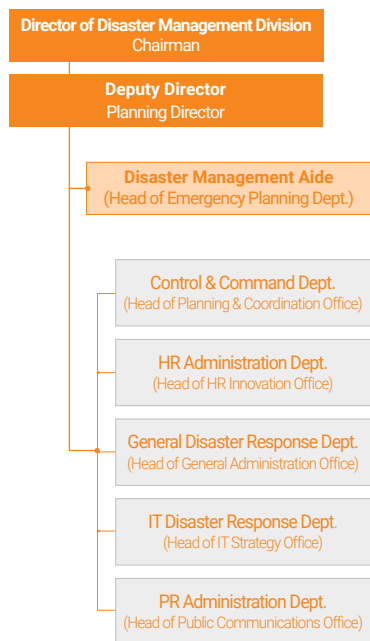 Director of Disaster Management Division
Chairman
Deputy Director
Planning Director
Disaster Management Aide
(Head of Emergency Planning Dept.)
Control & Command Dept.
(Head of Planning & Coordination Office)
HR Administration Dept.
(Head of HR Innovation Office)
General Disaster Response Dept.
(Head of General Administration Office)
IT Disaster Response Dept.
(Head of IT Strategy Office)
PR Administration Dept.
(Head of Public Communications Office)